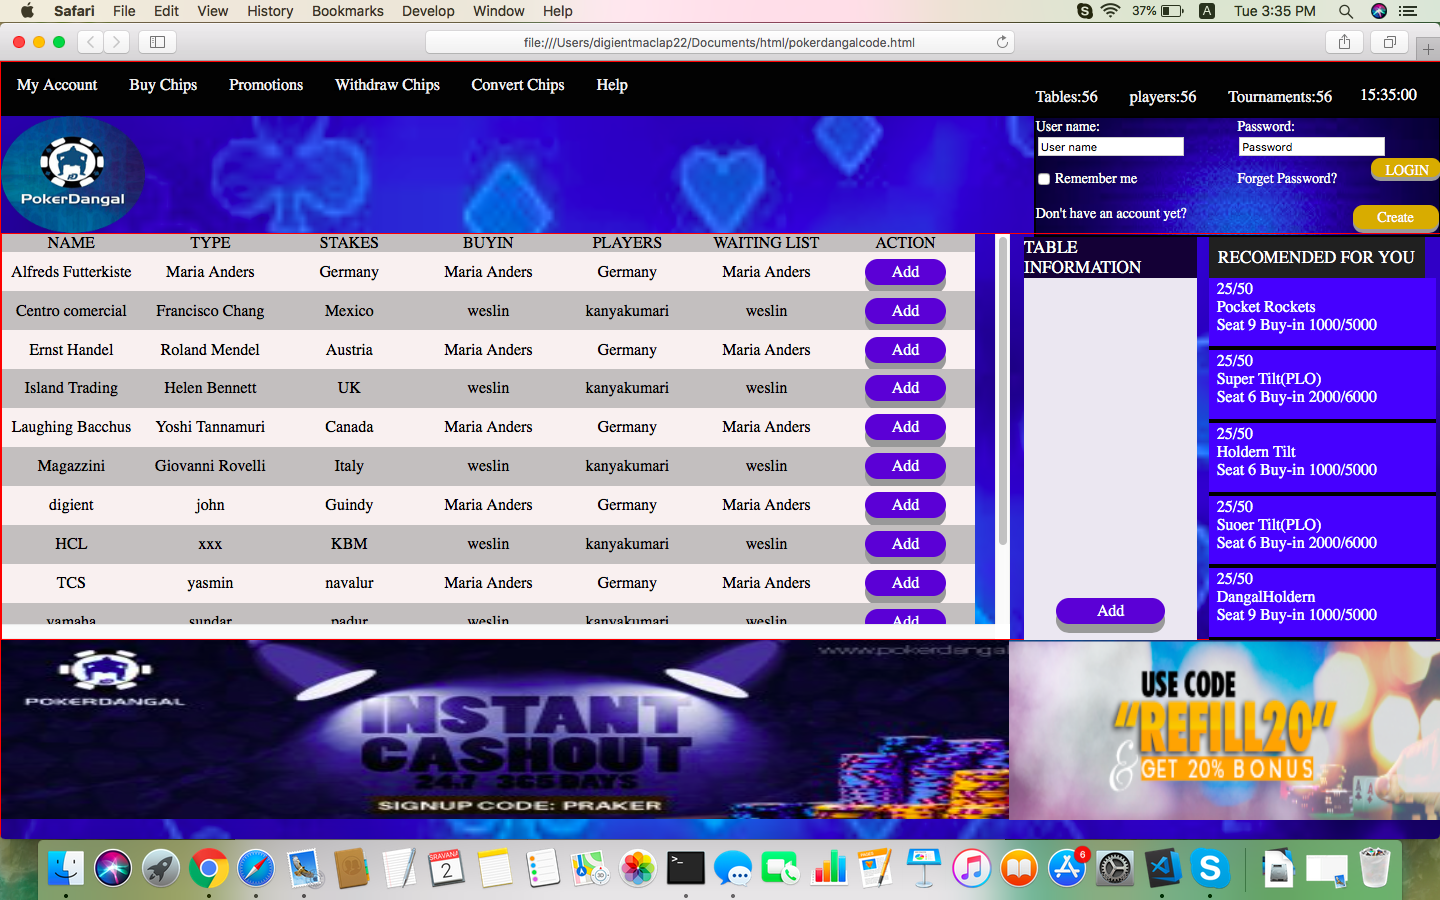 Safari File Edit View History Bookmarks Develop Window Help
37% A Tue 3:35 PM
file:///Users/digientmaclap22/Documents/html/pokerdangalcode.html
My Account Buy Chips Promotions Withdraw Chips Convert Chips Help
Tables:56 players:56 Tournaments:56 15:35:00
PokerDangal
User name: Password:
User name Password
Remember me Forget Password? LOGIN
Don't have an account yet? Create
NAME TYPE STAKES BUYIN PLAYERS WAITING LIST ACTION
Alfreds Futterkiste Maria Anders Germany Maria Anders Germany Maria Anders Add
Centro comercial Francisco Chang Mexico weslin kanyakumari weslin Add
Ernst Handel Roland Mendel Austria Maria Anders Germany Maria Anders Add
Island Trading Helen Bennett UK weslin kanyakumari weslin Add
Laughing Bacchus Yoshi Tannamuri Canada Maria Anders Germany Maria Anders Add
Magazzini Giovanni Rovelli Italy weslin kanyakumari weslin Add
digient john Guindy Maria Anders Germany Maria Anders Add
HCL xxx KBM weslin kanyakumari weslin Add
TCS yasmin navalur Maria Anders Germany Maria Anders Add
yamaha sundar padur weslin kanyakumari weslin Add
TABLE
INFORMATION
Add
RECOMENDED FOR YOU
25/50
Pocket Rockets
Seat 9 Buy-in 1000/5000
25/50
Super Tilt(PLO)
Seat 6 Buy-in 2000/6000
25/50
Holdern Tilt
Seat 6 Buy-in 1000/5000
25/50
Suoer Tilt(PLO)
Seat 6 Buy-in 2000/6000
25/50
DangalHoldern
Seat 9 Buy-in 1000/5000
POKERDANGAL
www.pokerdangal
INSTANT
CASHOUT
24.7 365 DAYS
SIGNUP CODE: PRAKER
USE CODE
“REFILL20”
& GET 20% BONUS
SRAVANA
2
6